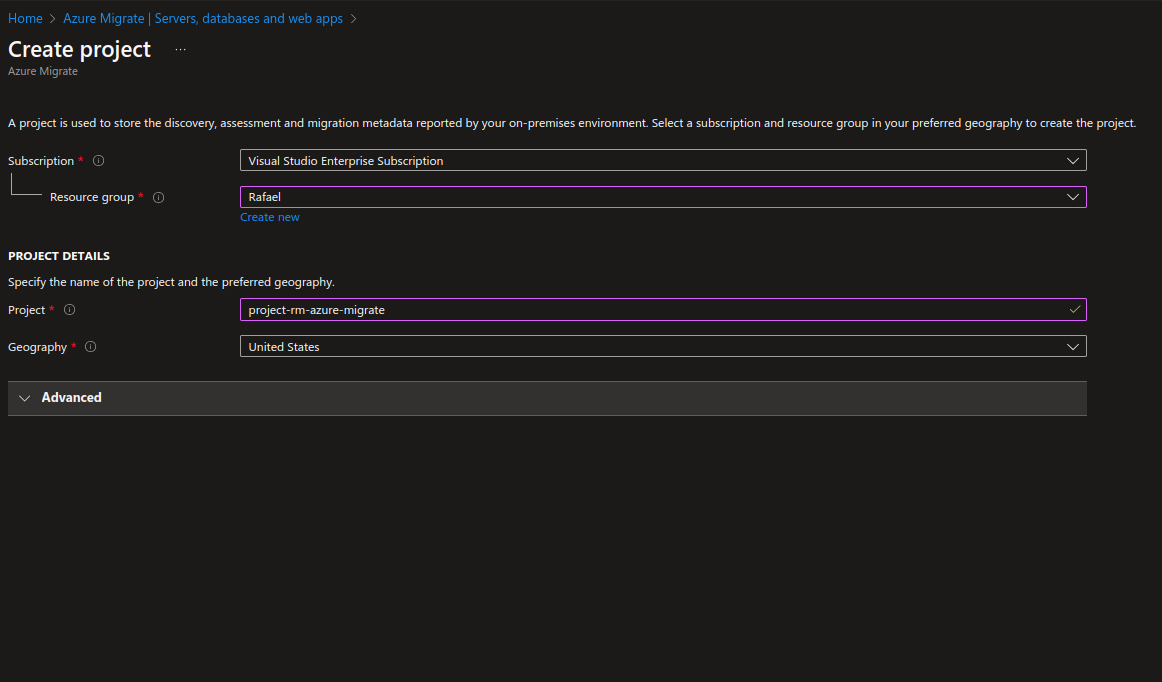 Home > Azure Migrate | Servers, databases and web apps >
Create project ...
Azure Migrate
A project is used to store the discovery, assessment and migration metadata reported by your on-premises environment. Select a subscription and resource group in your preferred geography to create the project.
Subscription * Visual Studio Enterprise Subscription
Resource group * Rafael
Create new
PROJECT DETAILS
Specify the name of the project and the preferred geography.
Project * project-rm-azure-migrate
Geography * United States
Advanced